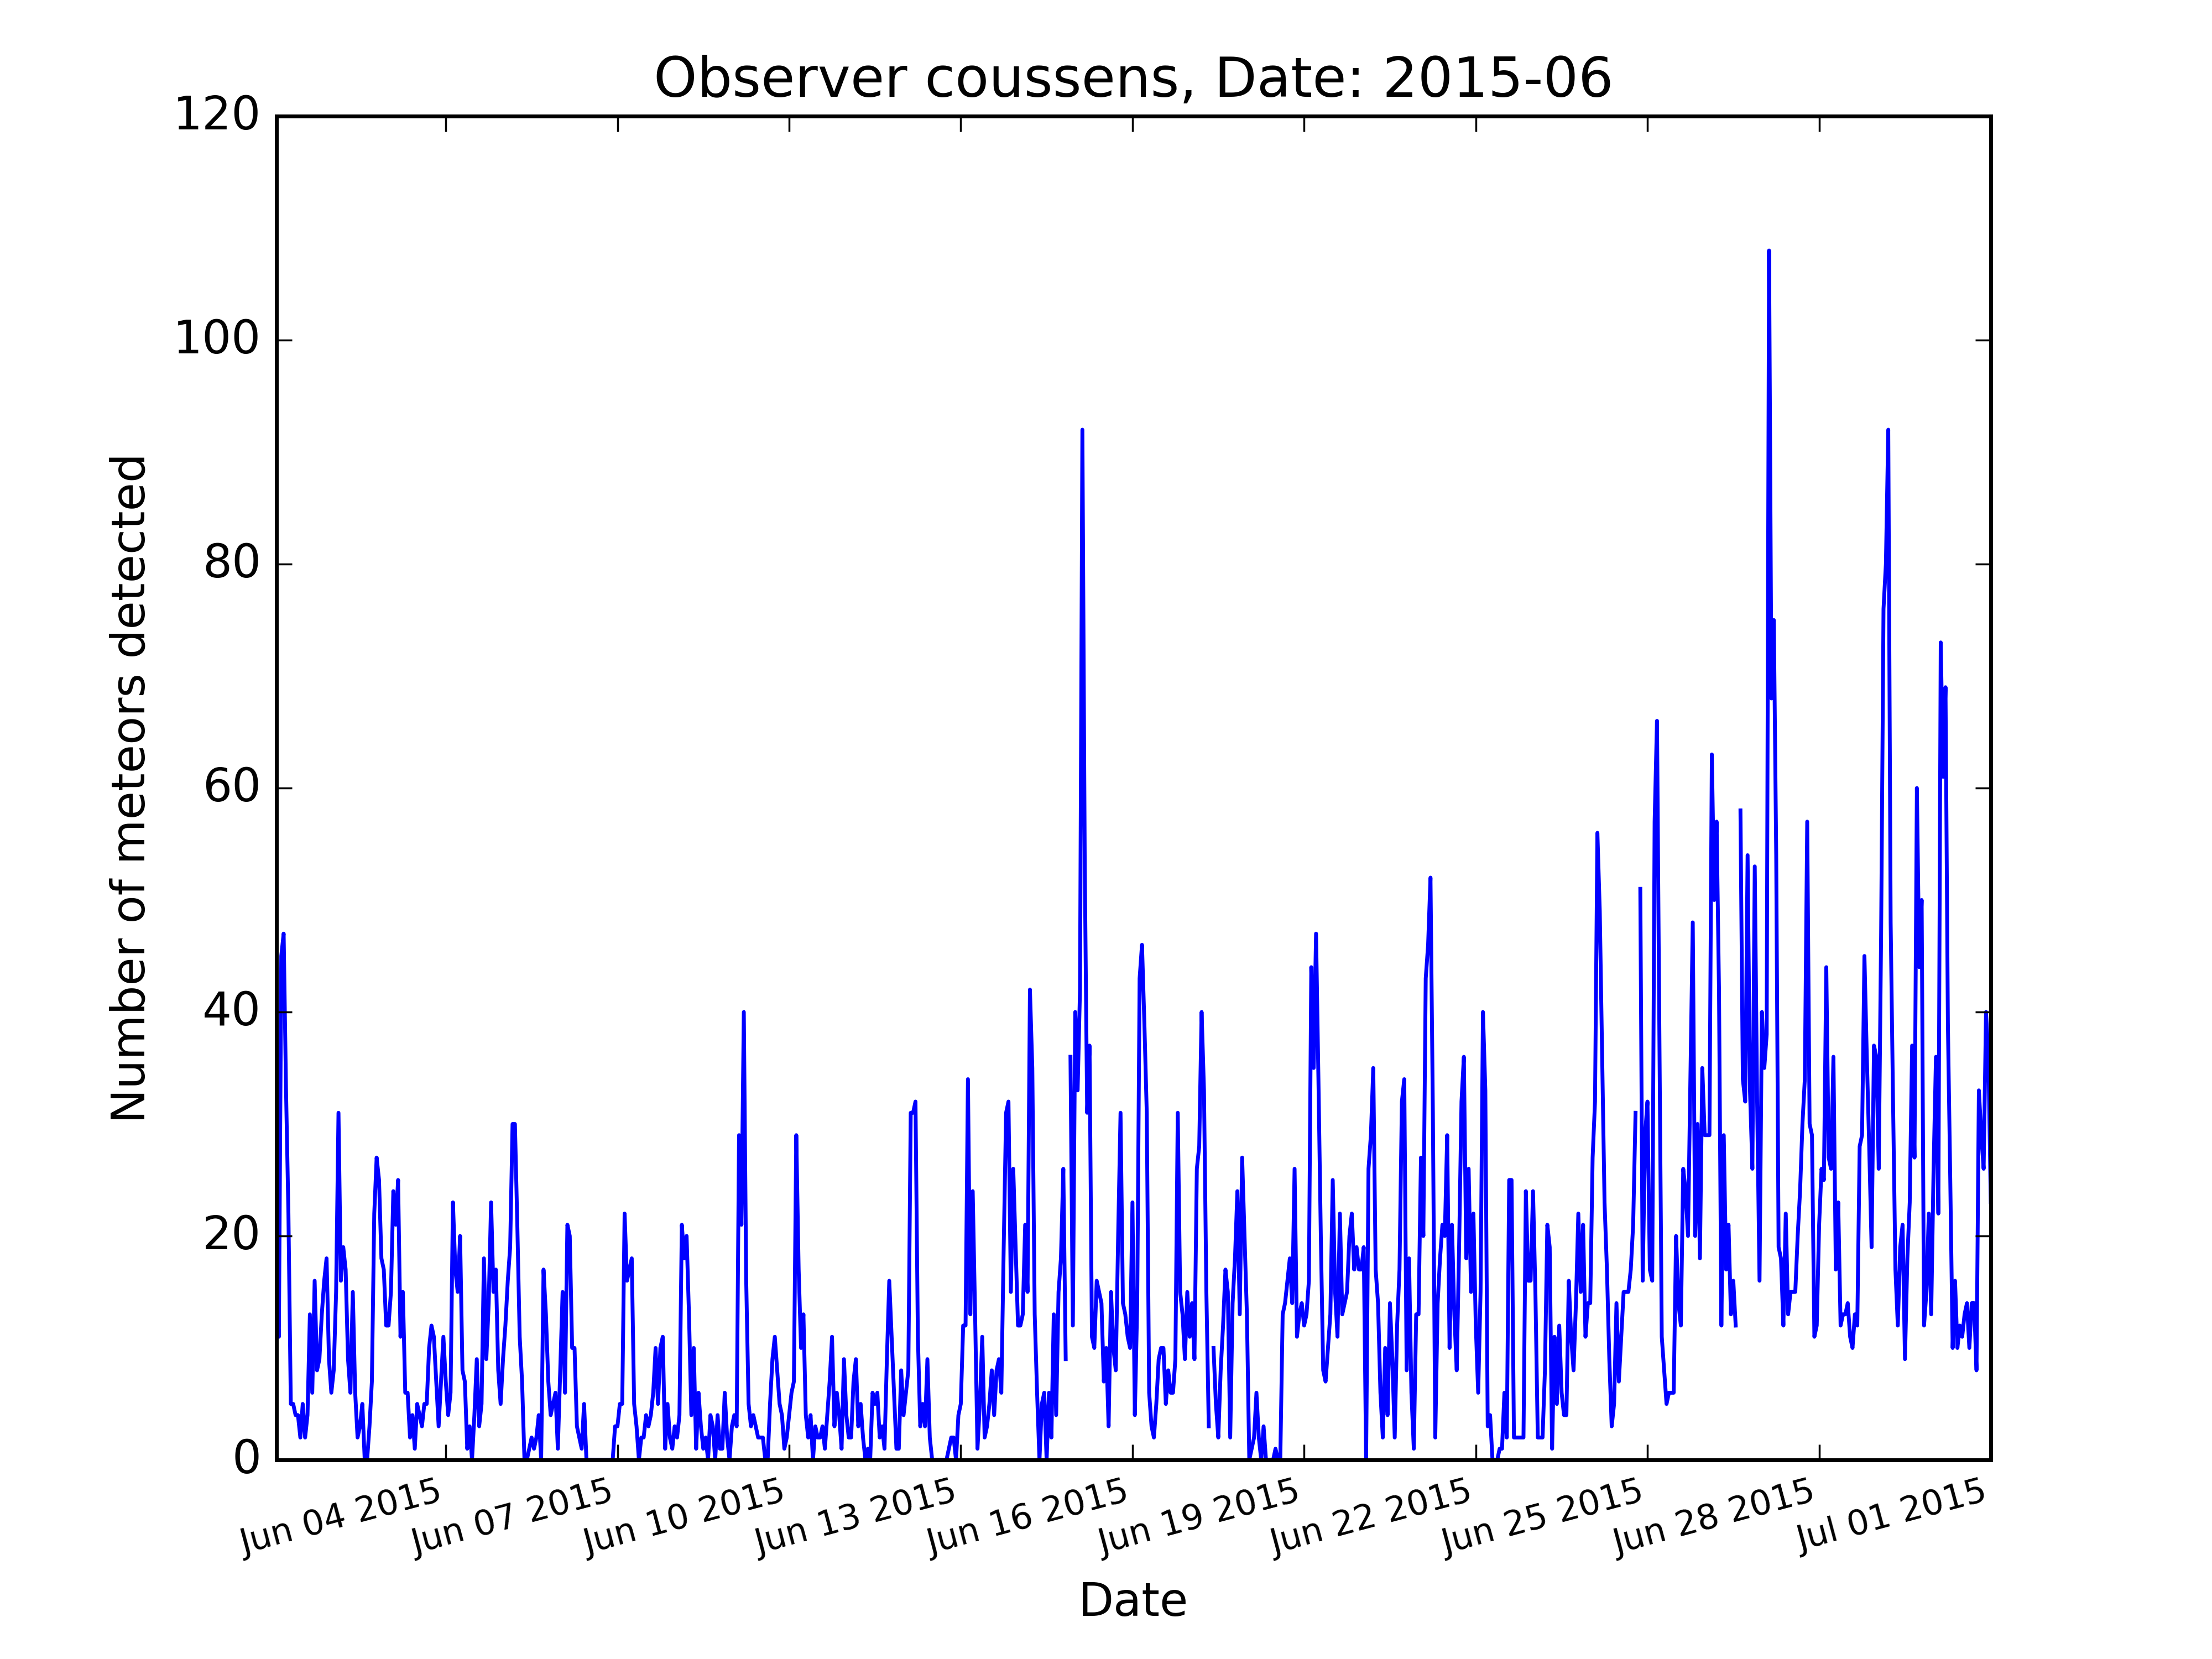 Observer coussens, Date: 2015-06
120
100
80
60
40
20
0
Number of meteors detected
Jun 04 2015
Jun 07 2015
Jun 10 2015
Jun 13 2015
Jun 16 2015
Jun 19 2015
Jun 22 2015
Jun 25 2015
Jun 28 2015
Jul 01 2015
Date